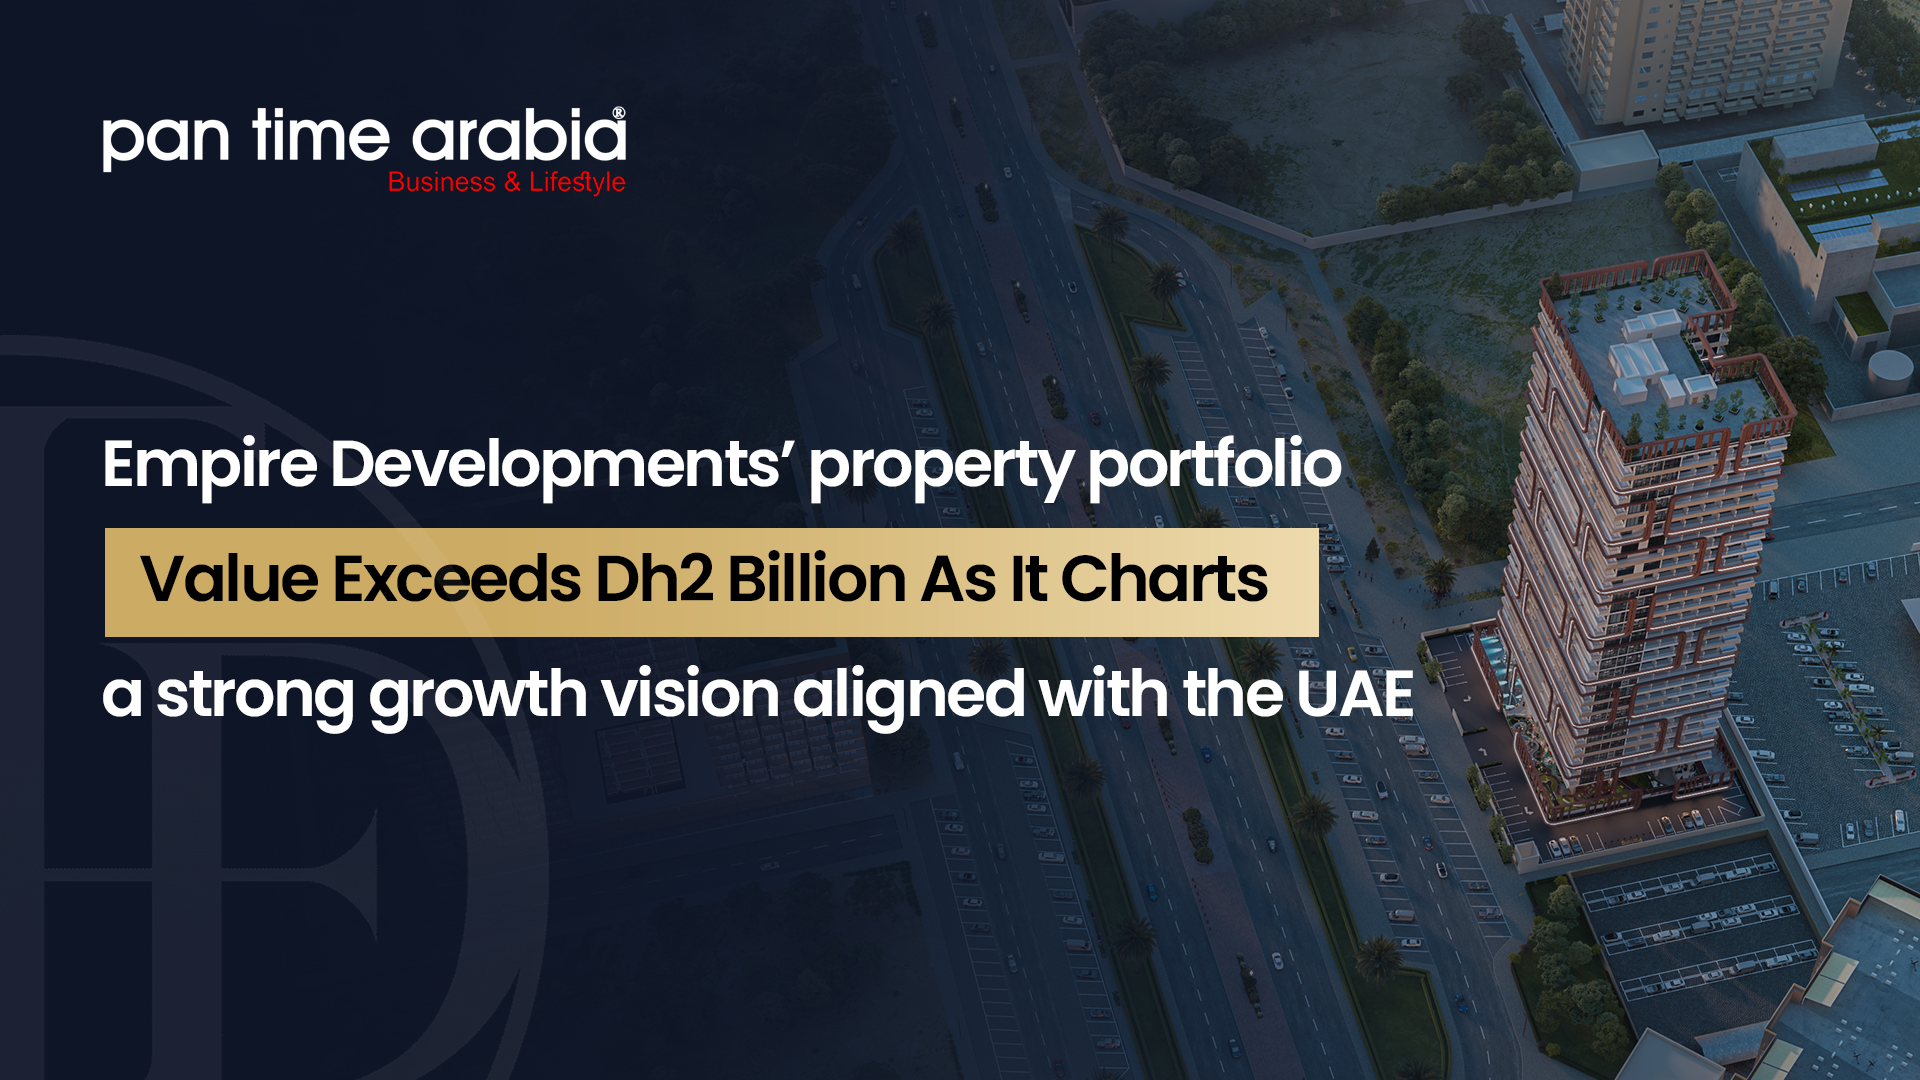 pan time arabia®
Business & Lifestyle
Empire Developments’ property portfolio
Value Exceeds Dh2 Billion As It Charts
a strong growth vision aligned with the UAE